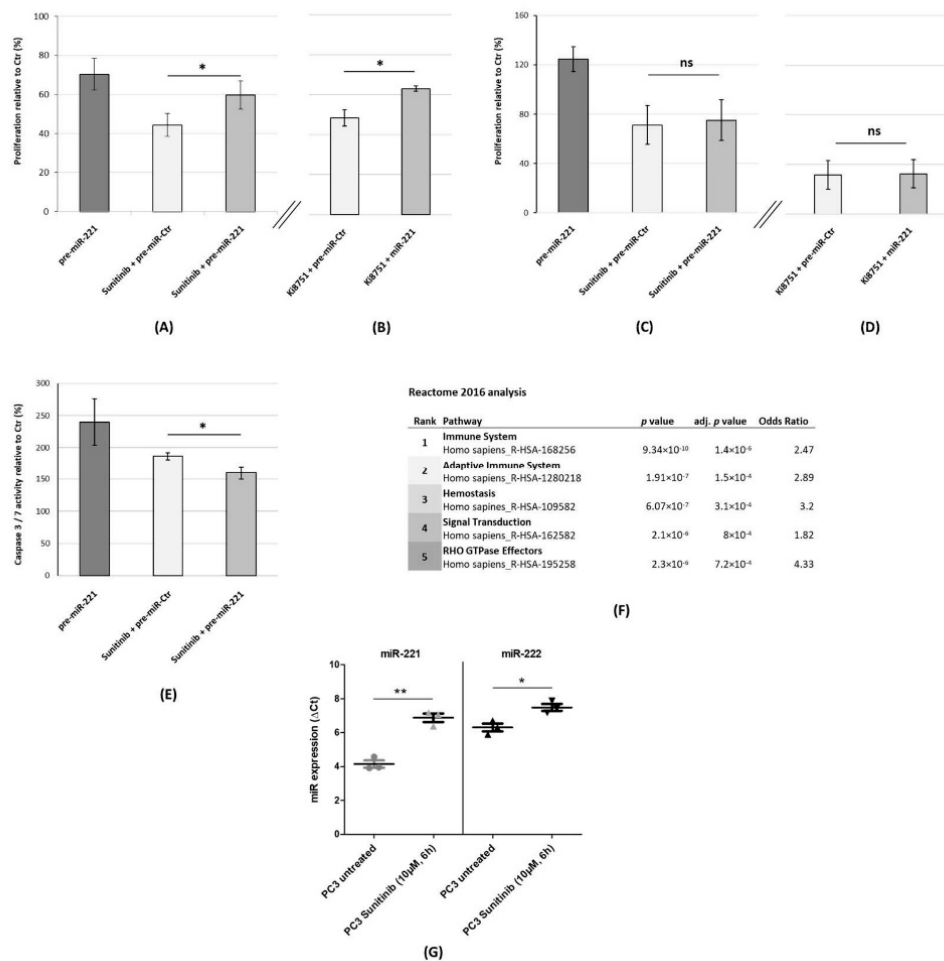 Proliferation relative to Ctr (%)
100
80
60
40
20
0
*
pre-miR-221
Sunitinib + pre-miR-Ctr
Sunitinib + pre-miR-221
(A)
*
Ki8751 + pre-miR-Ctr
Ki8751 + miR-221
(B)
Proliferation relative to Ctr (%)
160
120
80
40
0
ns
pre-miR-221
Sunitinib + pre-miR-Ctr
Sunitinib + pre-miR-221
(C)
ns
Ki8751 + pre-miR-Ctr
Ki8751 + miR-221
(D)
Caspase 3 / 7 activity relative to Ctr (%)
300
250
200
150
100
50
0
*
pre-miR-221
Sunitinib + pre-miR-Ctr
Sunitinib + pre-miR-221
(E)
Reactome 2016 analysis
Rank Pathway p value adj. p value Odds Ratio
1 Immune System
Homo sapiens_R-HSA-168256 9.34×10-10 1.4×10-6 2.47
2 Adaptive Immune System
Homo sapiens_R-HSA-1280218 1.91×10-7 1.5×10-4 2.89
3 Hemostasis
Homo sapines_R-HSA-109582 6.07×10-7 3.1×10-4 3.2
4 Signal Transduction
Homo sapiens_R-HSA-162582 2.1×10-6 8×10-4 1.82
5 RHO GTPase Effectors
Homo sapiens_R-HSA-195258 2.3×10-6 7.2×10-4 4.33
(F)
miR-221 miR-222
miR expression (ΔCt)
10
8
6
4
2
0
**
*
PC3 untreated
PC3 Sunitinib (10µM, 6h)
PC3 untreated
PC3 Sunitinib (10µM, 6h)
(G)